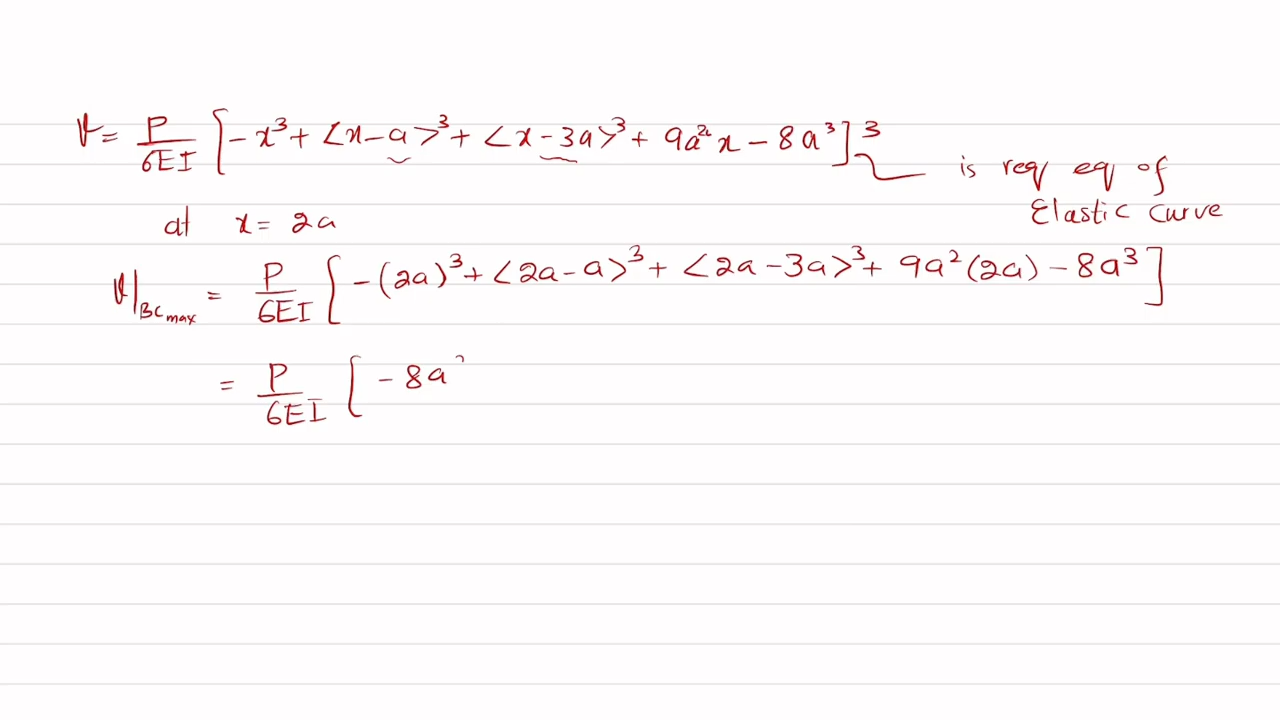 v = P/6EI [-x³ + <x-a>³ + <x-3a>³ + 9a²x - 8a³] 3
is req eq of
Elastic Curve
at x = 2a
v|BCmax = P/6EI [-(2a)³ + <2a-a>³ + <2a-3a>³ + 9a²(2a) - 8a³]
= P/6EI [-8a